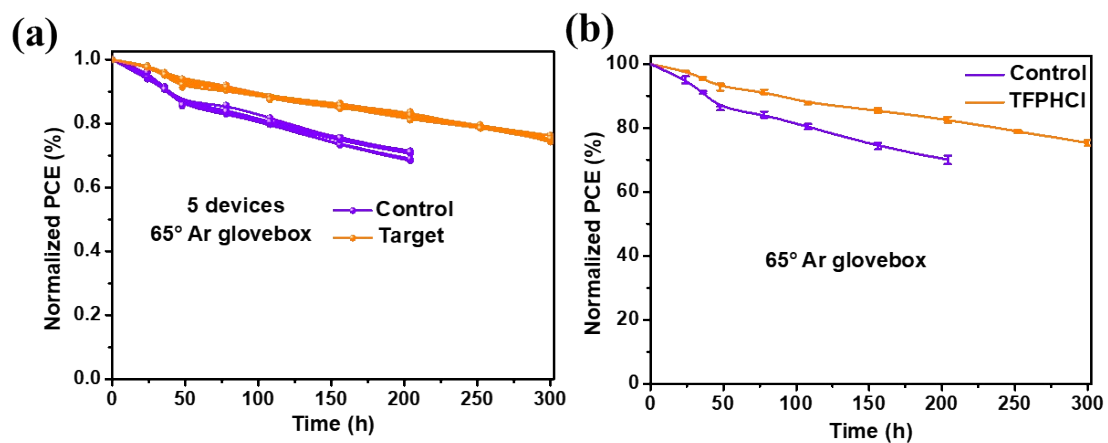 (a)
Normalized PCE (%)
1.0
0.8
0.6
0.4
0.2
0.0
5 devices
65° Ar glovebox
Control
Target
0 50 100 150 200 250 300
Time (h)
(b)
Normalized PCE (%)
100
80
60
40
20
0
Control
TFPHCl
65° Ar glovebox
0 50 100 150 200 250 300
Time (h)